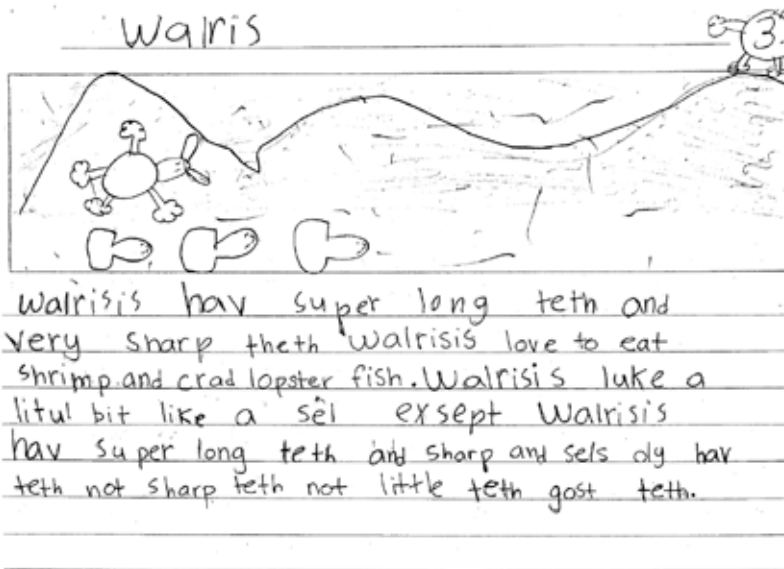 Walris
3
walrisis hav super long teth and
very sharp theth Walrisis love to eat
shrimp and crad lopster fish. Walrisis luke a
litul bit like a sel exsept Walrisis
hav super long teth and sharp and sels oly hav
teth not sharp teth not little teth gost teth.